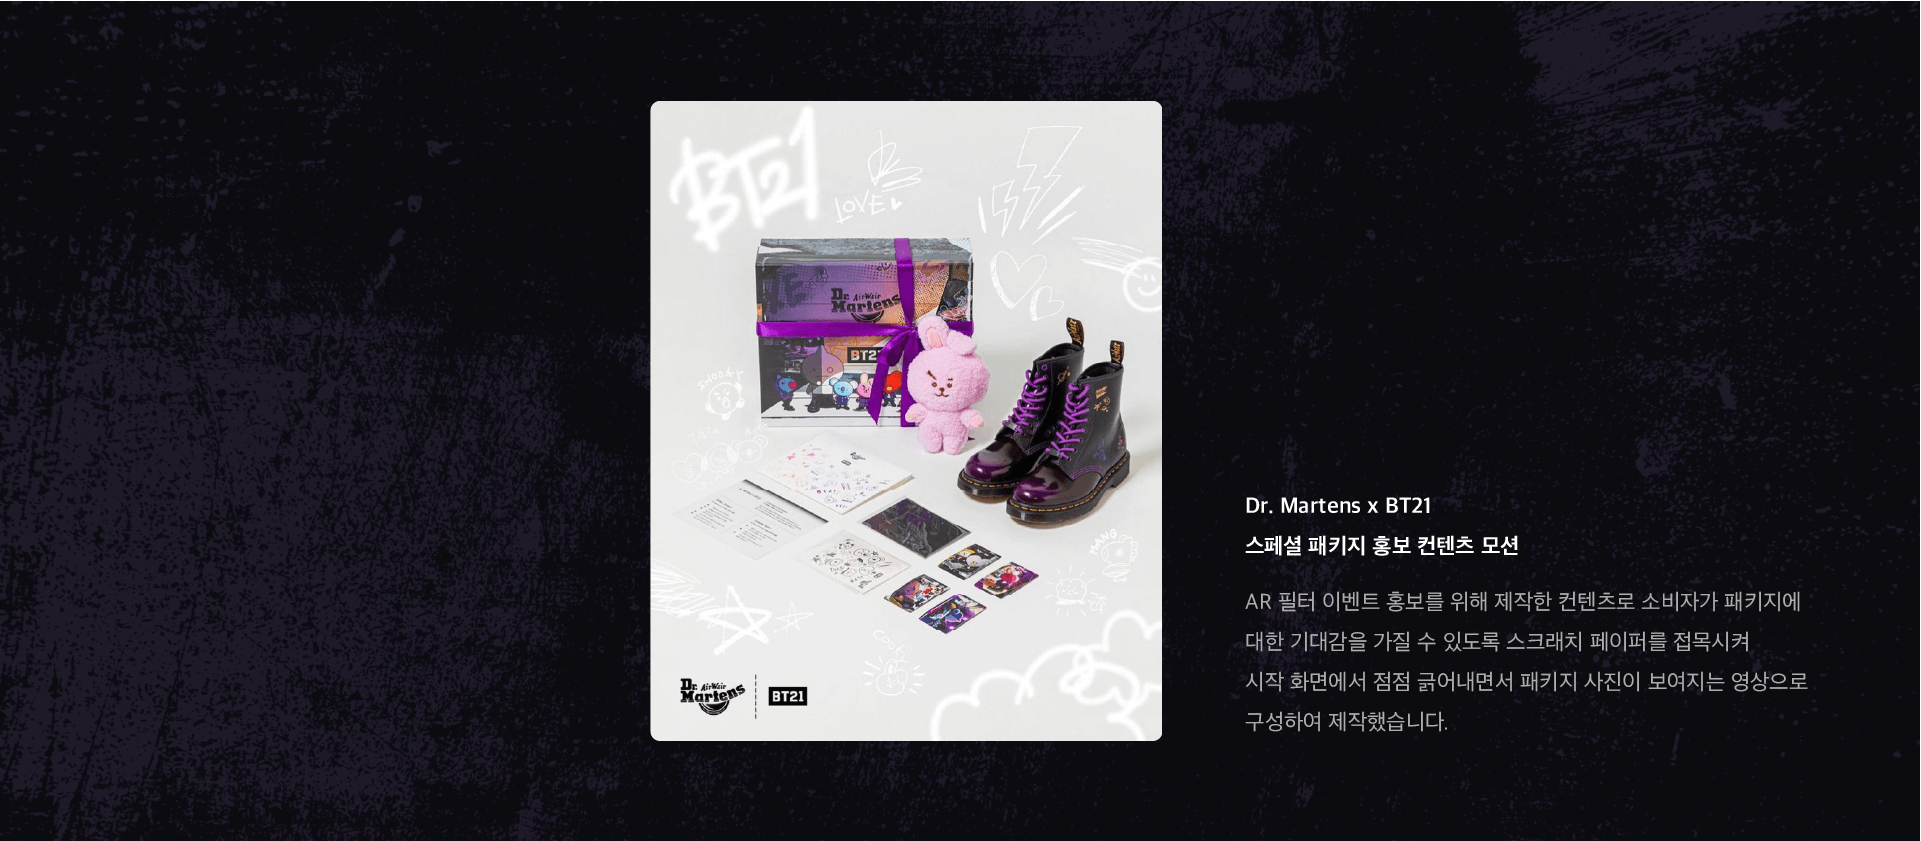 BT21
LOVE
Dr. AirWair
Martens
BT21
SHOOKY
TATA
MANG
COOKY
Dr. AirWair
Martens
BT21
Dr. Martens x BT21
스페셜 패키지 홍보 컨텐츠 모션
AR 필터 이벤트 홍보를 위해 제작한 컨텐츠로 소비자가 패키지에
대한 기대감을 가질 수 있도록 스크래치 페이퍼를 접목시켜
시작 화면에서 점점 긁어내면서 패키지 사진이 보여지는 영상으로
구성하여 제작했습니다.